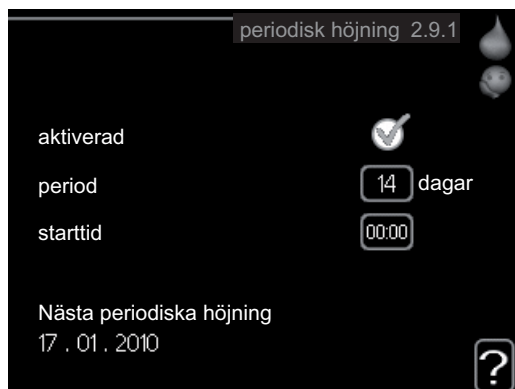 periodisk höjning 2.9.1
aktiverad
period 14 dagar
starttid 00:00
Nästa periodiska höjning
17 . 01 . 2010
?